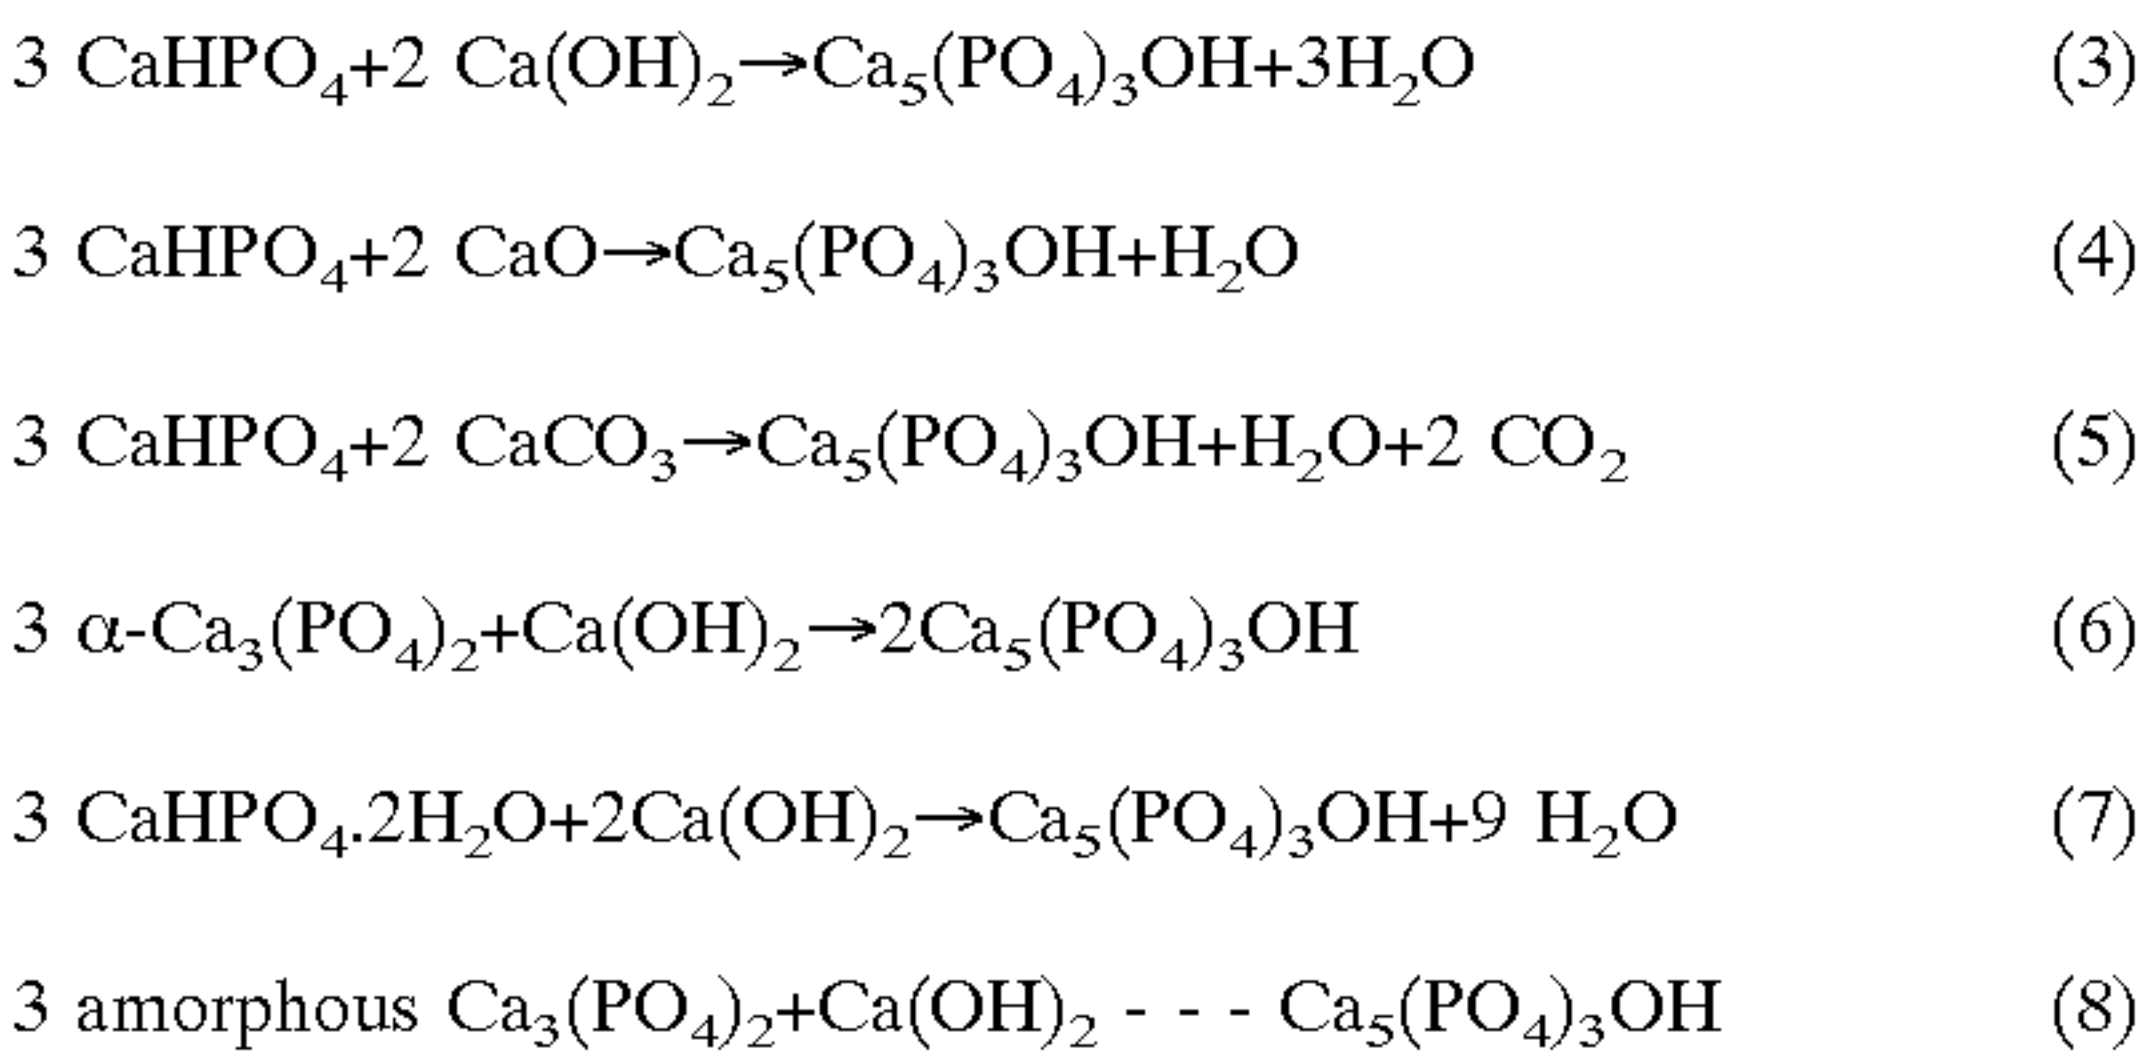 3 CaHPO₄+2 Ca(OH)₂→Ca₅(PO₄)₃OH+3H₂O (3)
3 CaHPO₄+2 CaO→Ca₅(PO₄)₃OH+H₂O (4)
3 CaHPO₄+2 CaCO₃→Ca₅(PO₄)₃OH+H₂O+2 CO₂ (5)
3 α-Ca₃(PO₄)₂+Ca(OH)₂→2Ca₅(PO₄)₃OH (6)
3 CaHPO₄.2H₂O+2Ca(OH)₂→Ca₅(PO₄)₃OH+9 H₂O (7)
3 amorphous Ca₃(PO₄)₂+Ca(OH)₂ - - - Ca₅(PO₄)₃OH (8)